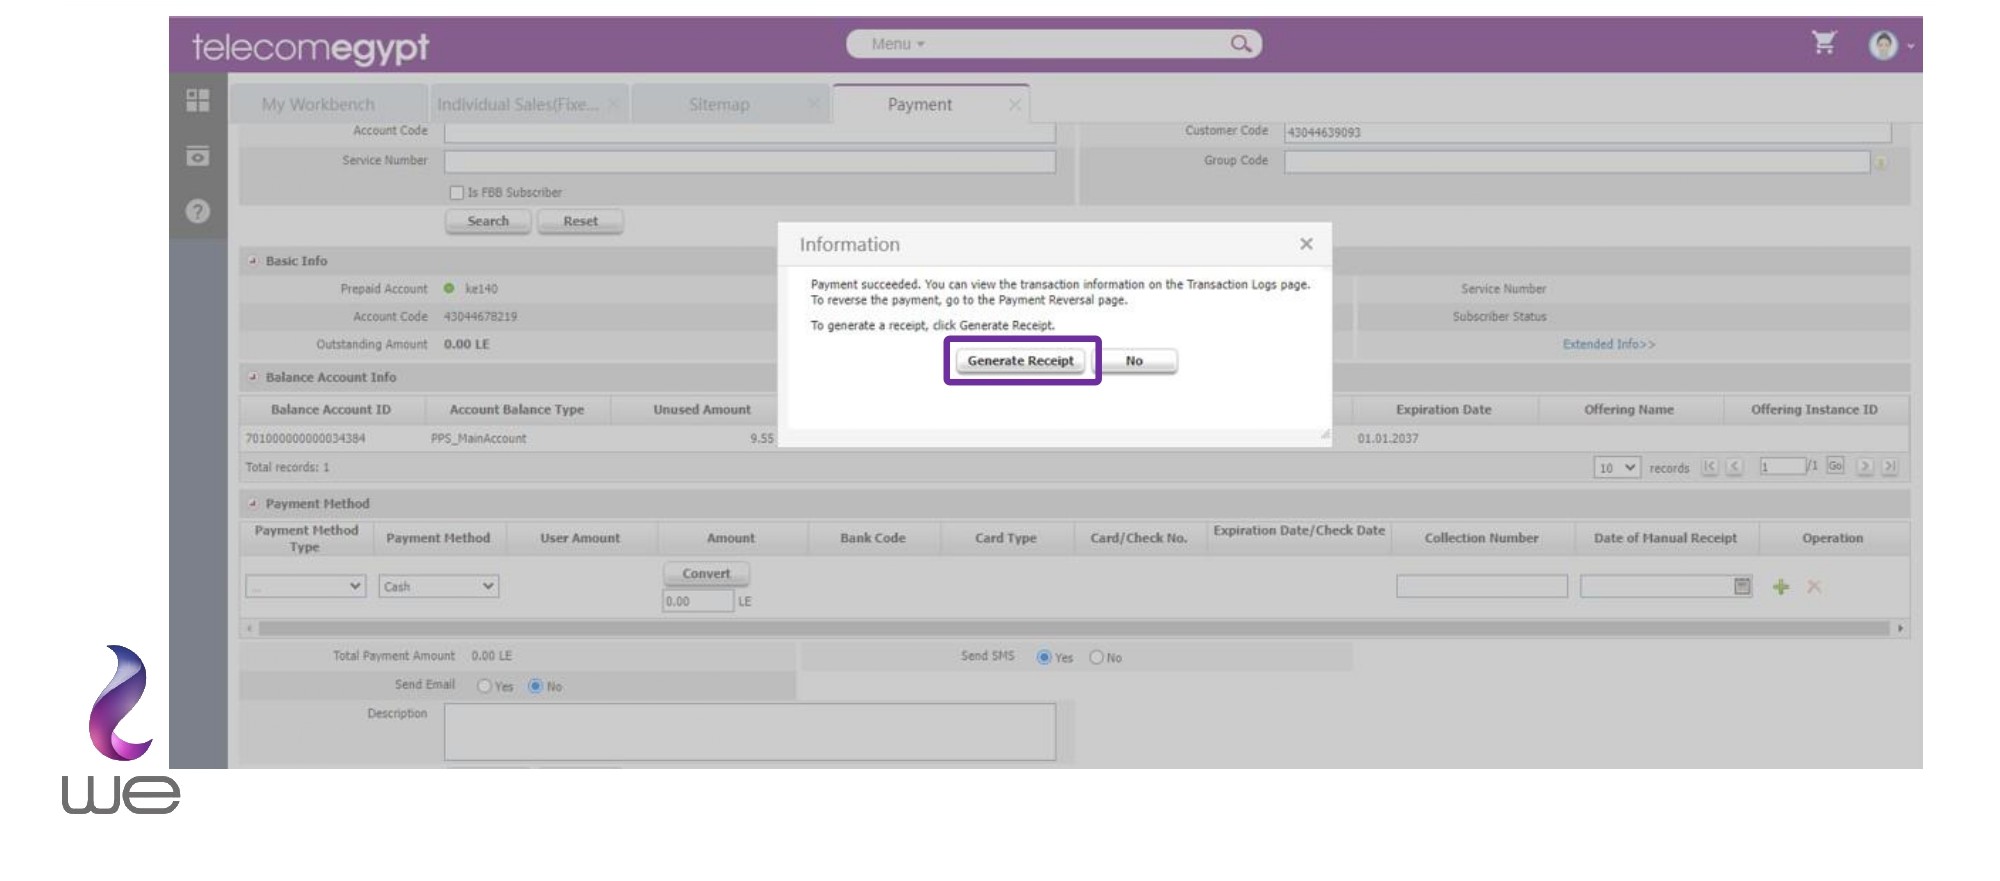 telecomegypt
Menu
My Workbench
Individual Sales(Fixe...
Sitemap
Payment
Account Code
Customer Code 43044639093
Service Number
Group Code
Is FBB Subscriber
Search Reset
Information
Payment succeeded. You can view the transaction information on the Transaction Logs page.
To reverse the payment, go to the Payment Reversal page.
To generate a receipt, click Generate Receipt.
Generate Receipt No
Basic Info
Prepaid Account ke140
Service Number
Account Code 43044678219
Subscriber Status
Outstanding Amount 0.00 LE
Extended Info>>
Balance Account Info
Balance Account ID Account Balance Type Unused Amount Expiration Date Offering Name Offering Instance ID
701000000000034384 PPS_MainAccount 9.55 01.01.2037
Total records: 1
10 records |< < 1 /1 Go > >|
Payment Method
Payment Method Type Payment Method User Amount Amount Bank Code Card Type Card/Check No. Expiration Date/Check Date Collection Number Date of Manual Receipt Operation
Convert
... Cash
0.00 LE
Total Payment Amount 0.00 LE
Send SMS Yes No
Send Email Yes No
Description
we